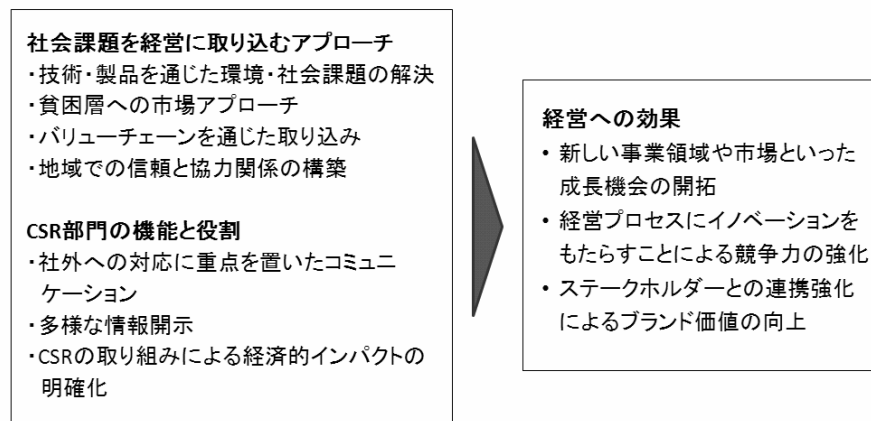 社会課題を経営に取り込むアプローチ
・技術・製品を通じた環境・社会課題の解決
・貧困層への市場アプローチ
・バリューチェーンを通じた取り込み
・地域での信頼と協力関係の構築
CSR部門の機能と役割
・社外への対応に重点を置いたコミュニ
ケーション
・多様な情報開示
・CSRの取り組みによる経済的インパクトの
明確化
経営への効果
• 新しい事業領域や市場といった
成長機会の開拓
• 経営プロセスにイノベーションを
もたらすことによる競争力の強化
• ステークホルダーとの連携強化
によるブランド価値の向上